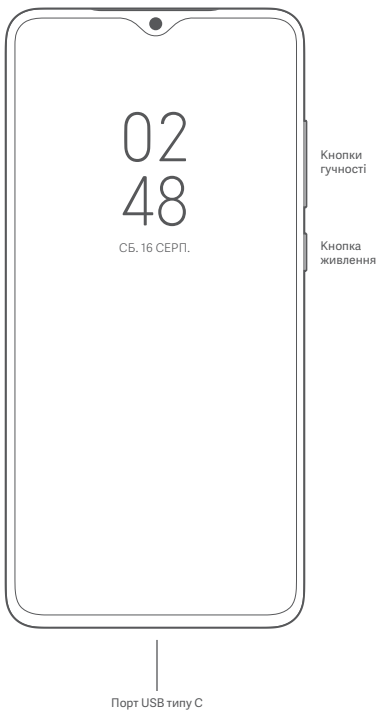 02
48
СБ. 16 СЕРП.
Кнопки
гучності
Кнопка
живлення
Порт USB типу C